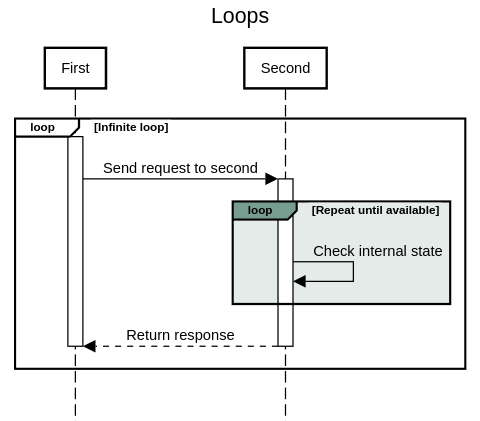 Loops
First
Second
loop [Infinite loop]
Send request to second
loop [Repeat until available]
Check internal state
Return response